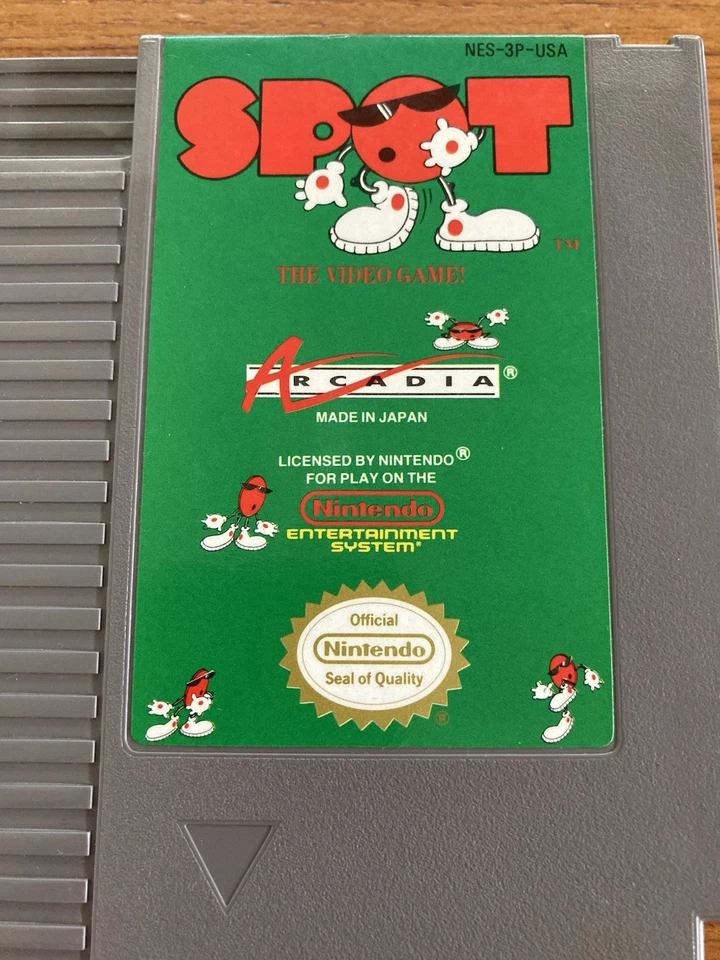 NES-3P-USA
SPOT
TM
THE VIDEO GAME!
ARCADIA®
MADE IN JAPAN
LICENSED BY NINTENDO®
FOR PLAY ON THE
Nintendo
ENTERTAINMENT
SYSTEM®
Official
Nintendo
Seal of Quality
®